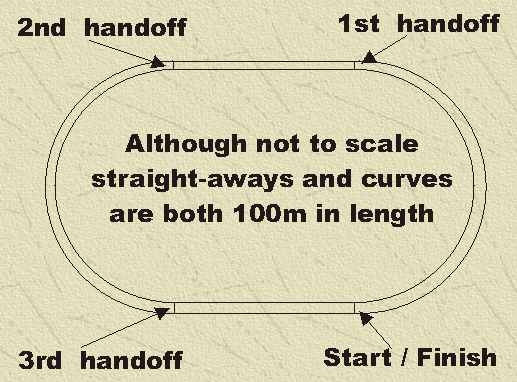 2nd handoff
1st handoff
Although not to scale
straight-aways and curves
are both 100m in length
3rd handoff
Start / Finish